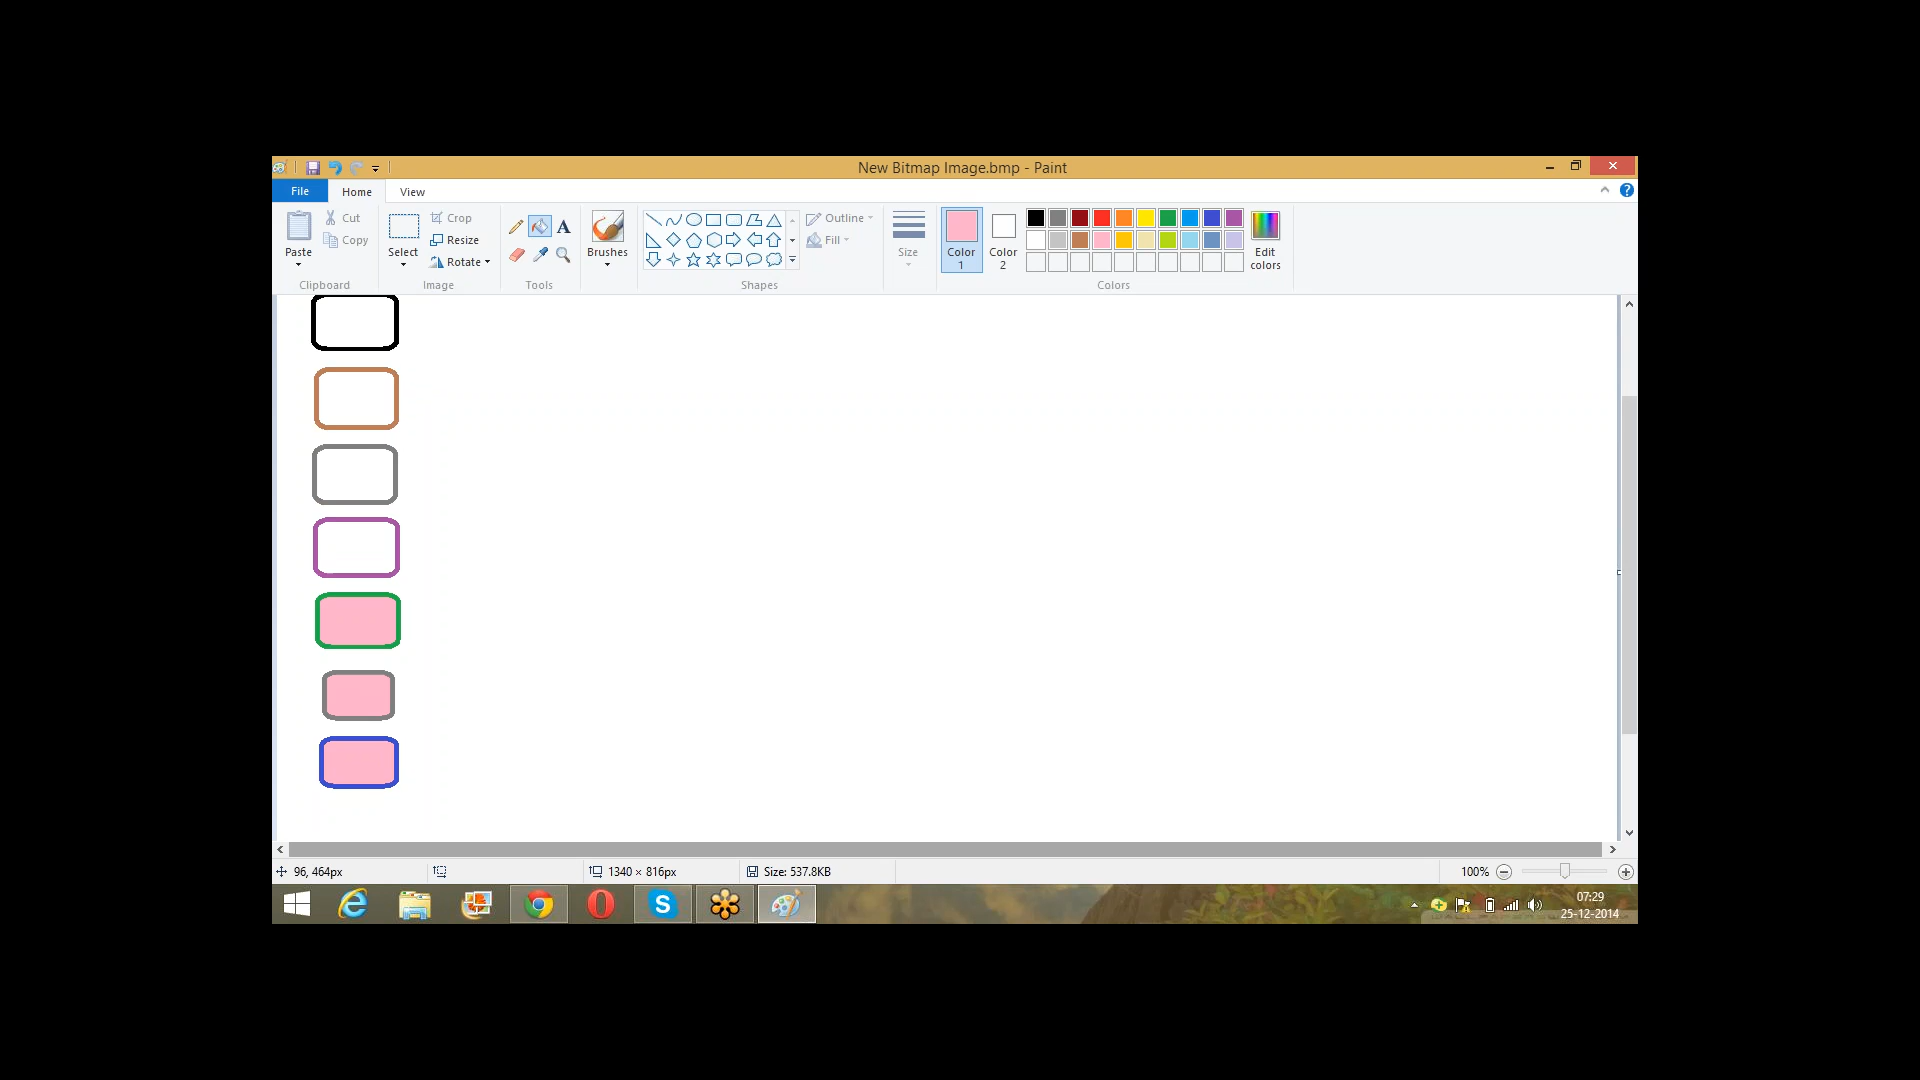 New Bitmap Image.bmp - Paint
File Home View
Paste
Cut
Copy
Clipboard
Select
Crop
Resize
Rotate
Image
A
Tools
Brushes
Outline
Fill
Shapes
Size
Color 1
Color 2
Edit colors
Colors
96, 464px
1340 × 816px
Size: 537.8KB
100%
07:29
25-12-2014